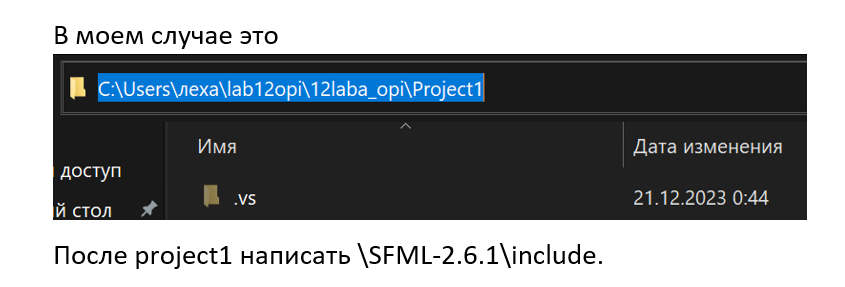 В моем случае это
C:\Users\лexa\lab12opi\12laba_opi\Project1
Имя
Дата изменения
доступ
.vs
21.12.2023 0:44
й стол
После project1 написать \SFML-2.6.1\include.